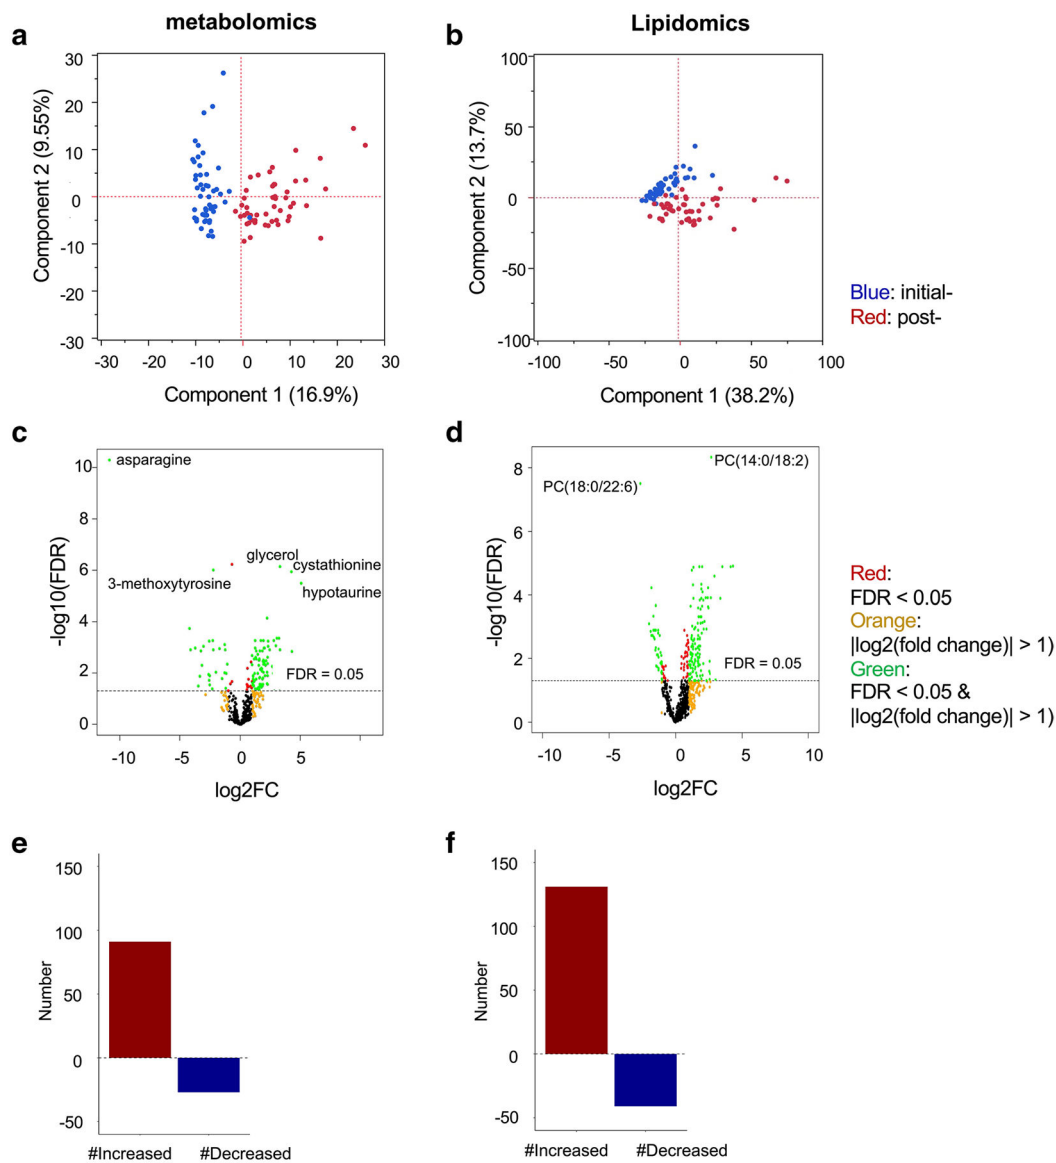 metabolomics
Lipidomics
a
b
30
20
10
0
-10
-20
-30
Component 2 (9.55%)
-30
-20
-10
0
10
20
30
Component 1 (16.9%)
100
50
0
-50
-100
Component 2 (13.7%)
-100
-50
0
50
100
Component 1 (38.2%)
Blue: initial-
Red: post-
c
10
8
6
4
2
0
-log10(FDR)
asparagine
glycerol
cystathionine
3-methoxytyrosine
hypotaurine
FDR = 0.05
-10
-5
0
5
log2FC
d
8
6
4
2
0
-log10(FDR)
PC(14:0/18:2)
PC(18:0/22:6)
FDR = 0.05
-10
-5
0
5
10
log2FC
Red:
FDR < 0.05
Orange:
|log2(fold change)| > 1)
Green:
FDR < 0.05 &
|log2(fold change)| > 1)
e
150
100
50
0
-50
Number
#Increased
#Decreased
f
150
100
50
0
-50
Number
#Increased
#Decreased